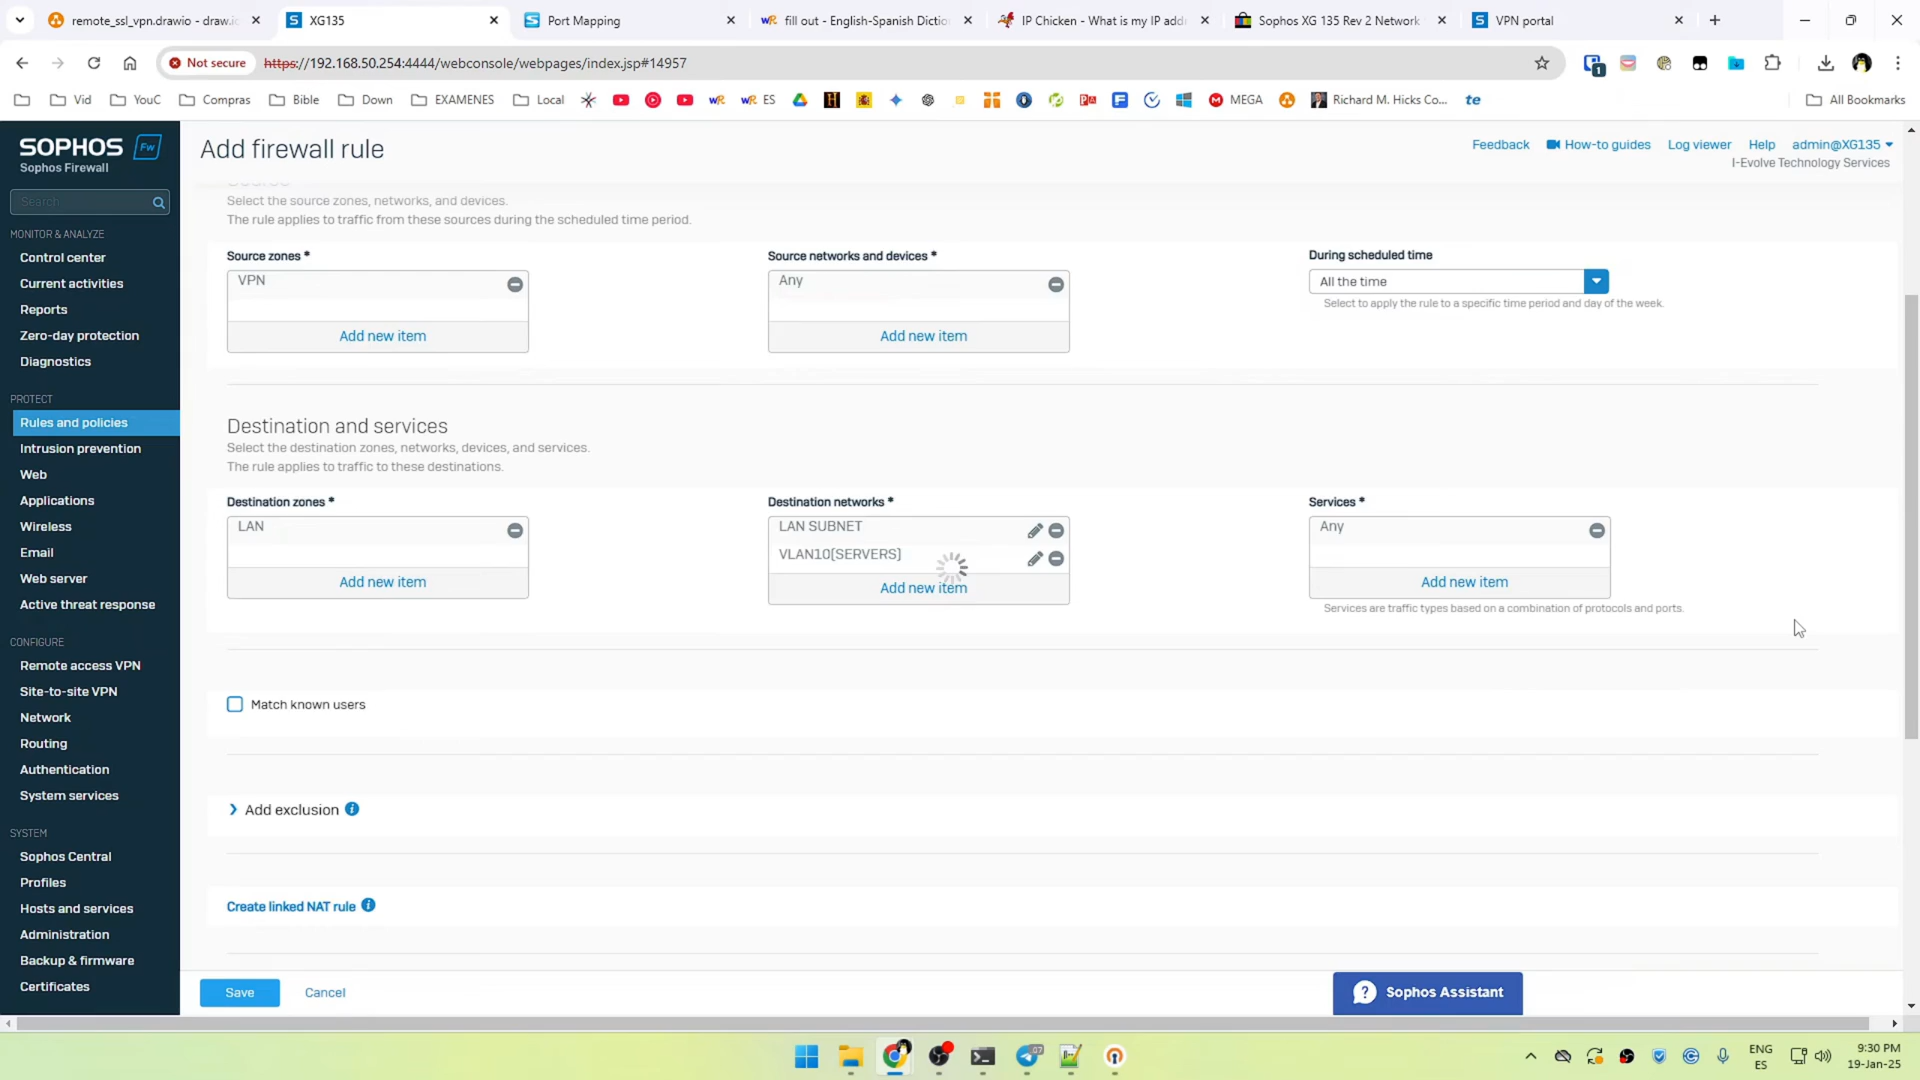 remote_ssl_vpn.drawio - draw.io
XG135
Port Mapping
fill out - English-Spanish Dictio
IP Chicken - What is my IP add
Sophos XG 135 Rev 2 Network
VPN portal
Not secure
https://192.168.50.254:4444/webconsole/webpages/index.jsp#14957
1
Vid
YouC
Compras
Bible
Down
EXAMENES
Local
ES
MEGA
Richard M. Hicks Co...
te
All Bookmarks
SOPHOS Fw
Sophos Firewall
Search
MONITOR & ANALYZE
Control center
Current activities
Reports
Zero-day protection
Diagnostics
PROTECT
Rules and policies
Intrusion prevention
Web
Applications
Wireless
Email
Web server
Active threat response
CONFIGURE
Remote access VPN
Site-to-site VPN
Network
Routing
Authentication
System services
SYSTEM
Sophos Central
Profiles
Hosts and services
Administration
Backup & firmware
Certificates
Add firewall rule
Feedback
How-to guides
Log viewer
Help
admin@XG135
I-Evolve Technology Services
Source
Select the source zones, networks, and devices.
The rule applies to traffic from these sources during the scheduled time period.
Source zones *
VPN
Add new item
Source networks and devices *
Any
Add new item
During scheduled time
All the time
Select to apply the rule to a specific time period and day of the week.
Destination and services
Select the destination zones, networks, devices, and services.
The rule applies to traffic to these destinations.
Destination zones *
LAN
Add new item
Destination networks *
LAN SUBNET
VLAN10[SERVERS]
Add new item
Services *
Any
Add new item
Services are traffic types based on a combination of protocols and ports.
Match known users
Add exclusion
Create linked NAT rule
Save
Cancel
Sophos Assistant
ENG
ES
9:30 PM
19-Jan-25